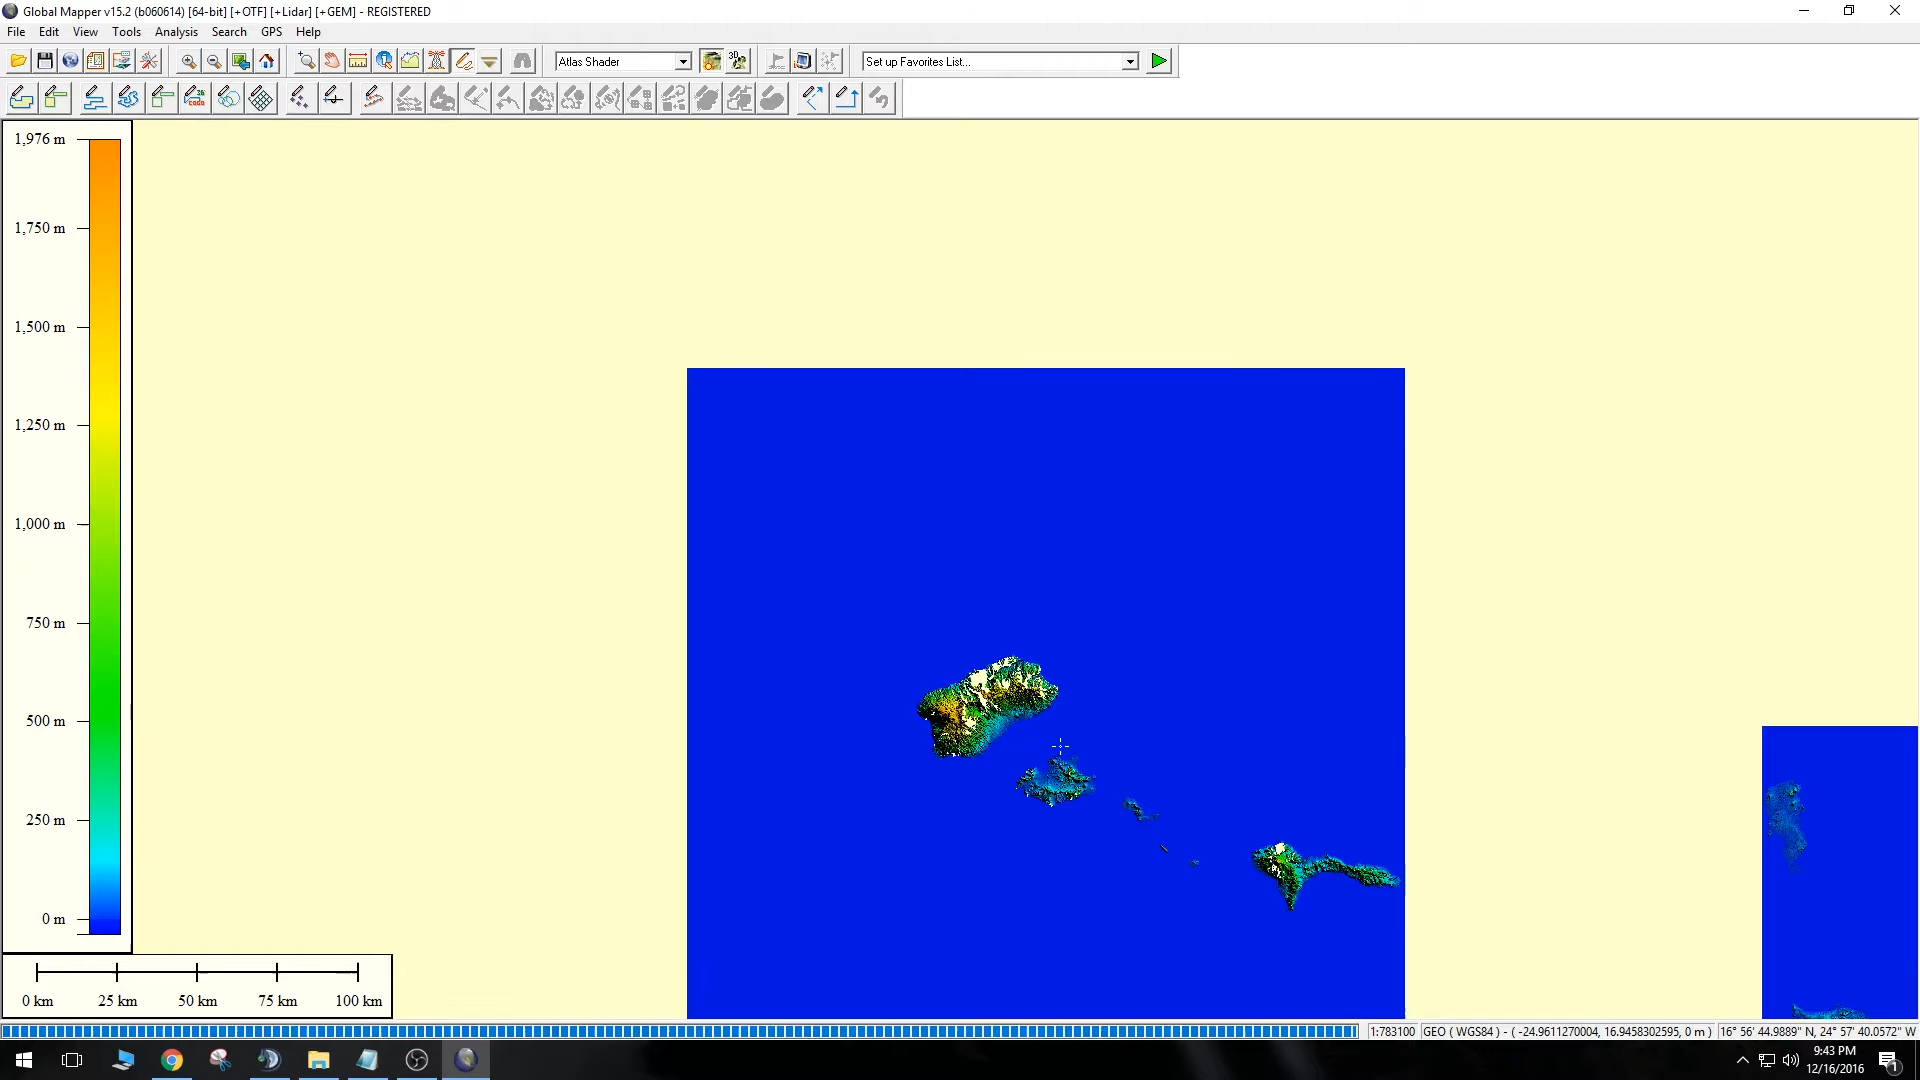 Global Mapper v15.2 (b060614) [64-bit] [+OTF] [+Lidar] [+GEM] - REGISTERED
File Edit View Tools Analysis Search GPS Help
3D
Atlas Shader
Set up Favorites List...
1,976 m
1,750 m
1,500 m
1,250 m
1,000 m
750 m
500 m
250 m
0 m
0 km 25 km 50 km 75 km 100 km
1:783100 GEO ( WGS84 ) - ( -24.9611270004, 16.9458302595, 0 m ) 16° 56' 44.9889" N, 24° 57' 40.0572" W
9:43 PM
12/16/2016
1